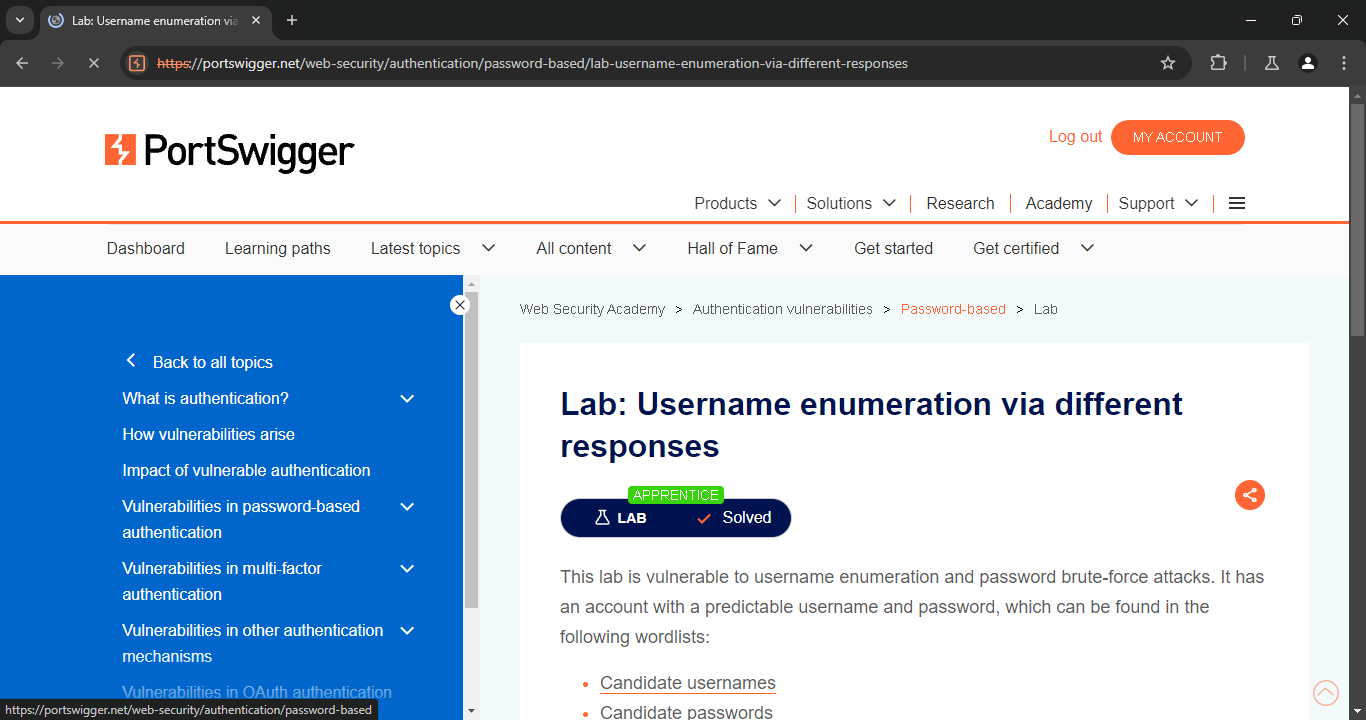 Lab: Username enumeration via
https://portswigger.net/web-security/authentication/password-based/lab-username-enumeration-via-different-responses
PortSwigger
Log out
MY ACCOUNT
Products
Solutions
Research
Academy
Support
Dashboard
Learning paths
Latest topics
All content
Hall of Fame
Get started
Get certified
Back to all topics
What is authentication?
How vulnerabilities arise
Impact of vulnerable authentication
Vulnerabilities in password-based
authentication
Vulnerabilities in multi-factor
authentication
Vulnerabilities in other authentication
mechanisms
Vulnerabilities in OAuth authentication
Web Security Academy > Authentication vulnerabilities > Password-based > Lab
Lab: Username enumeration via different
responses
APPRENTICE
LAB
Solved
This lab is vulnerable to username enumeration and password brute-force attacks. It has
an account with a predictable username and password, which can be found in the
following wordlists:
• Candidate usernames
• Candidate passwords
https://portswigger.net/web-security/authentication/password-based